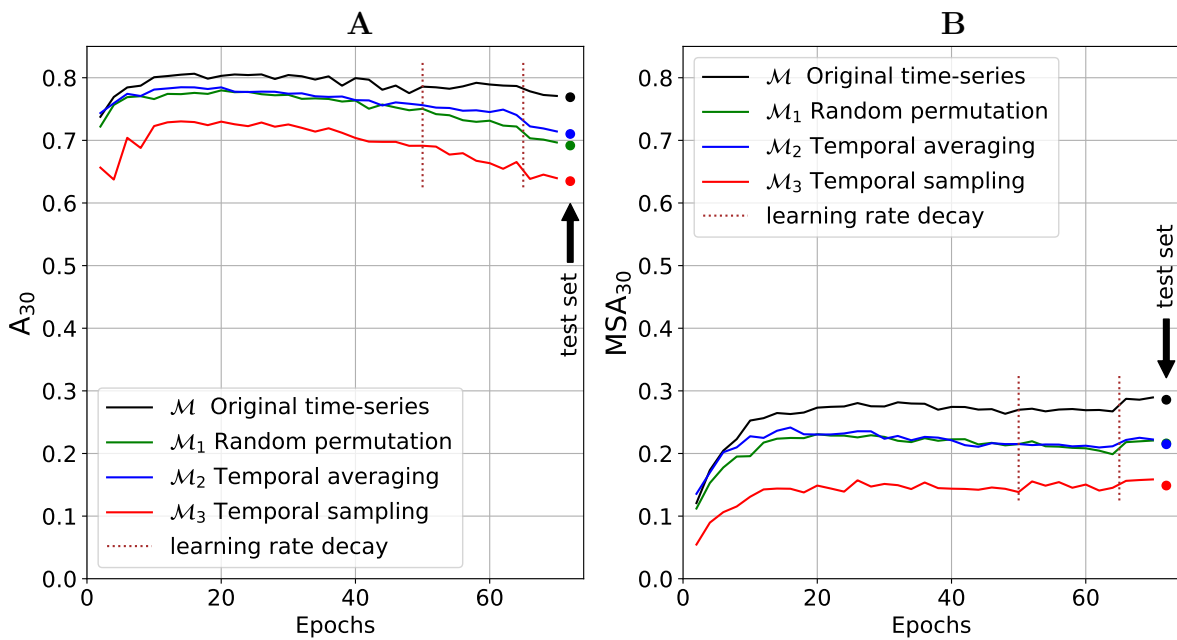 A
A₃₀
0.8
0.7
0.6
0.5
0.4
0.3
0.2
0.1
0.0
test set
ℳ Original time-series
ℳ₁ Random permutation
ℳ₂ Temporal averaging
ℳ₃ Temporal sampling
learning rate decay
0 20 40 60
Epochs
B
MSA₃₀
0.8
0.7
0.6
0.5
0.4
0.3
0.2
0.1
0.0
ℳ Original time-series
ℳ₁ Random permutation
ℳ₂ Temporal averaging
ℳ₃ Temporal sampling
learning rate decay
test set
0 20 40 60
Epochs